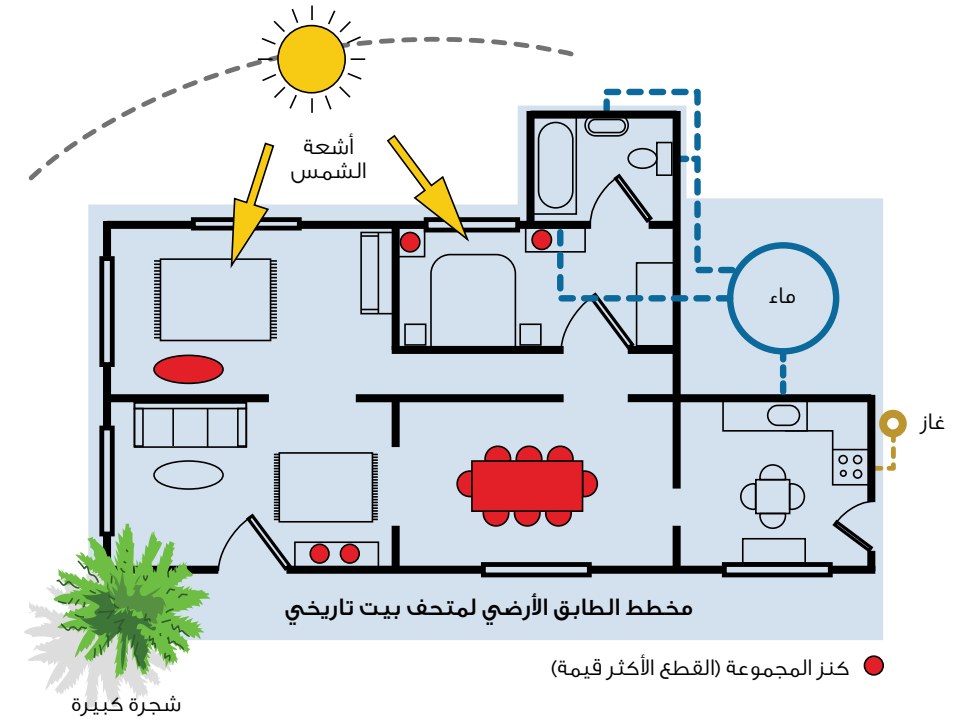 أشعة
الشمس
ماء
غاز
مخطط الطابق الأرضي لمتحف بيت تاريخي
كنز المجموعة (القطع الأكثر قيمة)
شجرة كبيرة